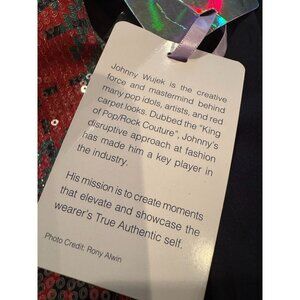 Johnny Wujek is the creative
force and mastermind behind
many pop idols, artists, and red
carpet looks. Dubbed the "King
of Pop/Rock Couture", Johnny's
disruptive approach at fashion
has made him a key player in
the industry.
His mission is to create moments
that elevate and showcase the
wearer's True Authentic self.
Photo Credit: Rony Alwin